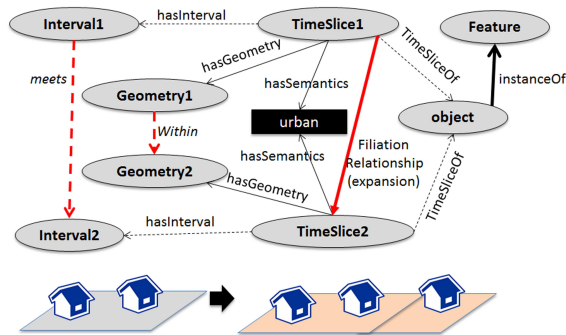 Interval1
hasInterval
TimeSlice1
Feature
meets
hasGeometry
TimeSliceOf
instanceOf
hasSemantics
Geometry1
urban
object
Within
hasSemantics
Filiation
Relationship
(expansion)
Geometry2
hasGeometry
TimeSliceOf
hasInterval
Interval2
TimeSlice2